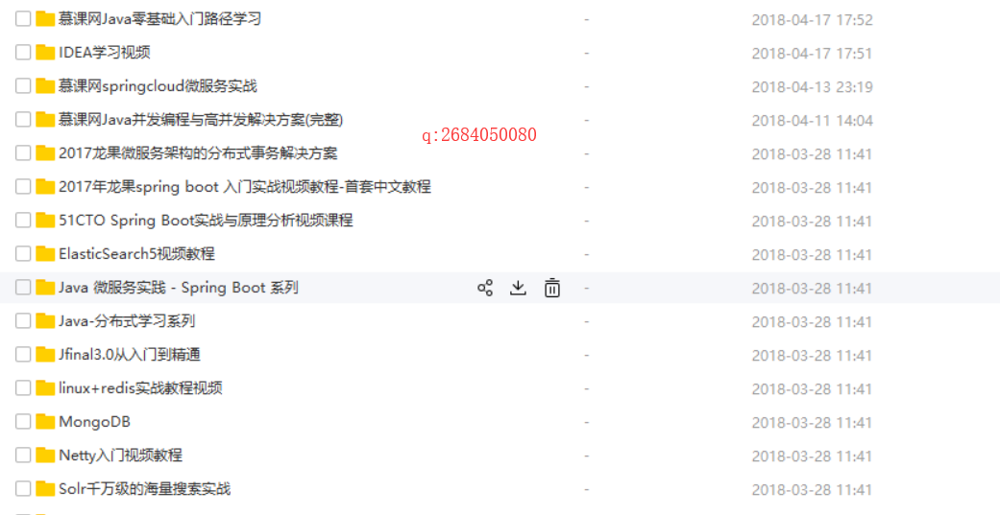 慕课网Java零基础入门路径学习 - 2018-04-17 17:52
IDEA学习视频 - 2018-04-17 17:51
慕课网springcloud微服务实战 - 2018-04-13 23:19
慕课网Java并发编程与高并发解决方案(完整) - 2018-04-11 14:04
q:2684050080
2017龙果微服务架构的分布式事务解决方案 - 2018-03-28 11:41
2017年龙果spring boot 入门实战视频教程-首套中文教程 - 2018-03-28 11:41
51CTO Spring Boot实战与原理分析视频课程 - 2018-03-28 11:41
ElasticSearch5视频教程 - 2018-03-28 11:41
Java 微服务实践 - Spring Boot 系列 - 2018-03-28 11:41
Java-分布式学习系列 - 2018-03-28 11:41
Jfinal3.0从入门到精通 - 2018-03-28 11:41
linux+redis实战教程视频 - 2018-03-28 11:41
MongoDB - 2018-03-28 11:41
Netty入门视频教程 - 2018-03-28 11:41
Solr千万级的海量搜索实战 - 2018-03-28 11:41